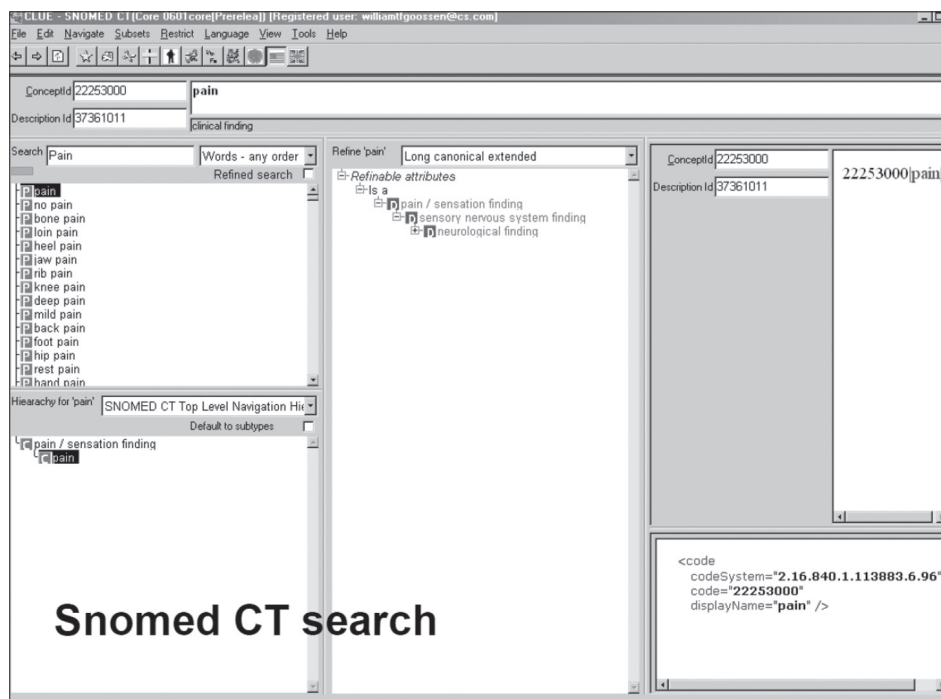 CLUE - SNOMED CT[Core 0601core[Prerelea]] [Registered user: williamtfgoossen@cs.com]
File Edit Navigate Subsets Restrict Language View Tools Help
ConceptId 22253000
pain
Description Id 37361011
clinical finding
Search Pain
Words - any order
Refined search
pain
no pain
bone pain
loin pain
heel pain
jaw pain
rib pain
knee pain
deep pain
mild pain
back pain
foot pain
hip pain
rest pain
hand pain
Hiearachy for 'pain' SNOMED CT Top Level Navigation Hie
Default to subtypes
pain / sensation finding
pain
Refine 'pain' Long canonical extended
Refinable attributes
Is a
pain / sensation finding
sensory nervous system finding
neurological finding
ConceptId 22253000
Description Id 37361011
22253000|pain
<code
codeSystem="2.16.840.1.113883.6.96"
code="22253000"
displayName="pain" />
Snomed CT search